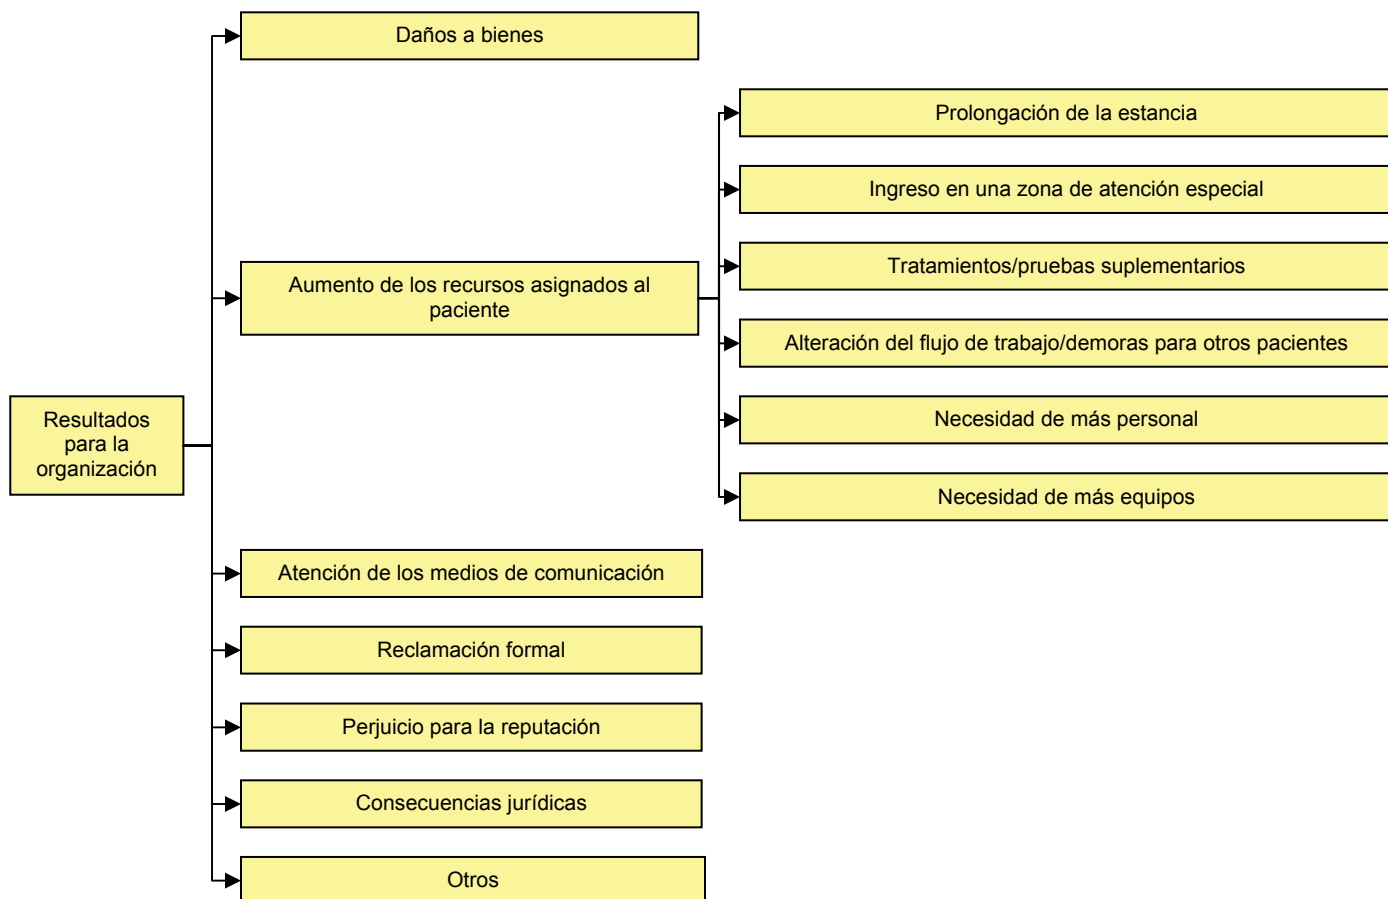 Daños a bienes
Prolongación de la estancia
Ingreso en una zona de atención especial
Tratamientos/pruebas suplementarios
Aumento de los recursos asignados al
paciente
Alteración del flujo de trabajo/demoras para otros pacientes
Necesidad de más personal
Resultados
para la
organización
Necesidad de más equipos
Atención de los medios de comunicación
Reclamación formal
Perjuicio para la reputación
Consecuencias jurídicas
Otros